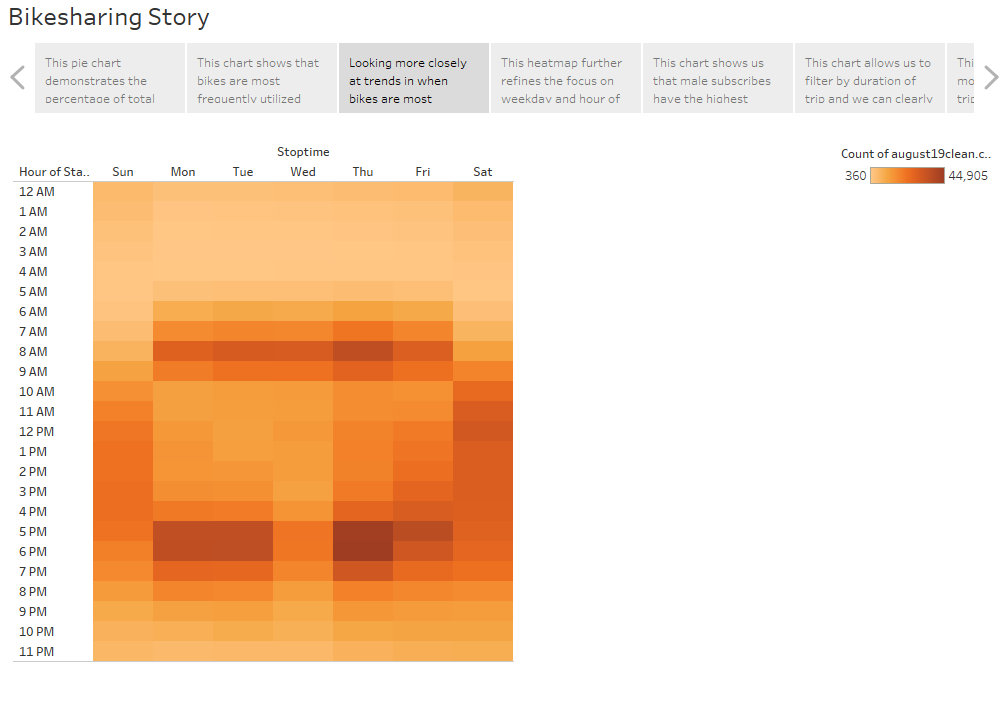 Bikesharing Story
This pie chart
demonstrates the
percentage of total
This chart shows that
bikes are most
frequently utilized
Looking more closely
at trends in when
bikes are most
This heatmap further
refines the focus on
weekday and hour of
This chart shows us
that male subscribes
have the highest
This chart allows us to
filter by duration of
trip and we can clearly
Thi
mo
trip
Stoptime
Hour of Sta.. Sun Mon Tue Wed Thu Fri Sat
12 AM
1 AM
2 AM
3 AM
4 AM
5 AM
6 AM
7 AM
8 AM
9 AM
10 AM
11 AM
12 PM
1 PM
2 PM
3 PM
4 PM
5 PM
6 PM
7 PM
8 PM
9 PM
10 PM
11 PM
Count of august19clean.c..
360 44,905